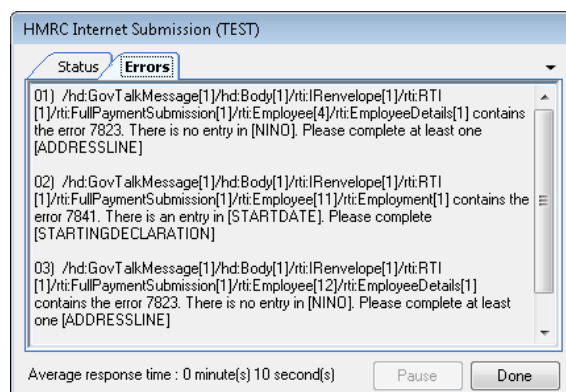 HMRC Internet Submission (TEST)
Status
Errors
01) /hd:GovTalkMessage[1]/hd:Body[1]/rti:IRenvelope[1]/rti:RTI
[1]/rti:FullPaymentSubmission[1]/rti:Employee[4]/rti:EmployeeDetails[1] contains
the error 7823. There is no entry in [NINO]. Please complete at least one
[ADDRESSLINE]
02) /hd:GovTalkMessage[1]/hd:Body[1]/rti:IRenvelope[1]/rti:RTI
[1]/rti:FullPaymentSubmission[1]/rti:Employee[11]/rti:Employment[1] contains the
error 7841. There is an entry in [STARTDATE]. Please complete
[STARTINGDECLARATION]
03) /hd:GovTalkMessage[1]/hd:Body[1]/rti:IRenvelope[1]/rti:RTI
[1]/rti:FullPaymentSubmission[1]/rti:Employee[12]/rti:EmployeeDetails[1]
contains the error 7823. There is no entry in [NINO]. Please complete at least
one [ADDRESSLINE]
Average response time : 0 minute(s) 10 second(s)
Pause
Done